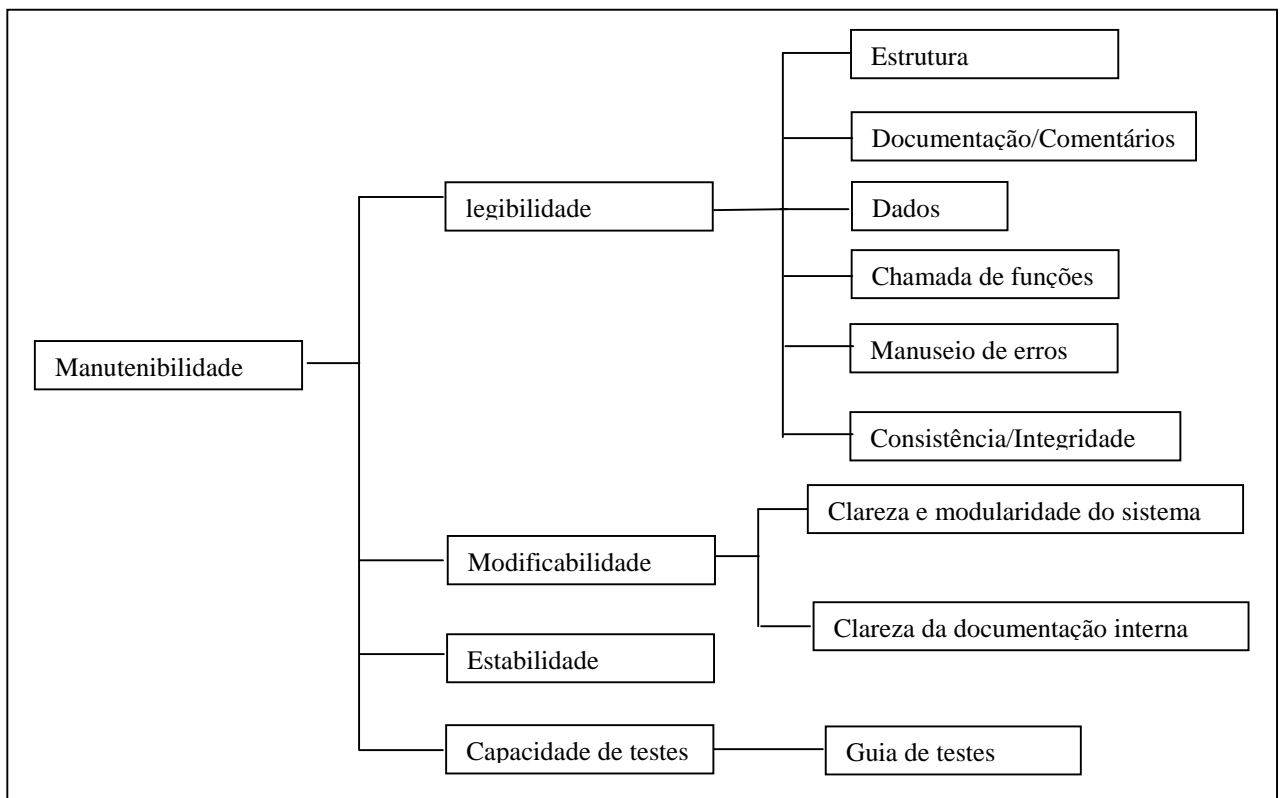 Estrutura
Documentação/Comentários
legibilidade
Dados
Chamada de funções
Manuseio de erros
Manutenibilidade
Consistência/Integridade
Clareza e modularidade do sistema
Modificabilidade
Clareza da documentação interna
Estabilidade
Capacidade de testes
Guia de testes